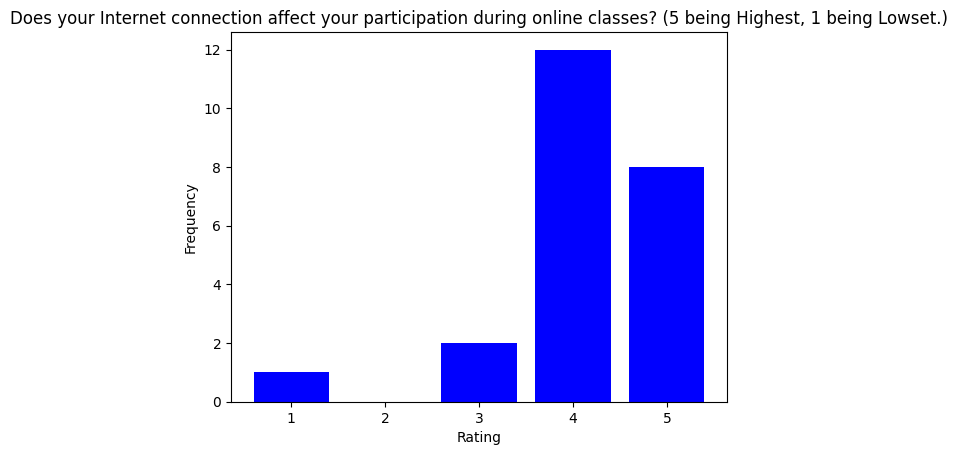 Does your Internet connection affect your participation during online classes? (5 being Highest, 1 being Lowset.)
12
10
8
6
4
2
0
Frequency
1 2 3 4 5
Rating